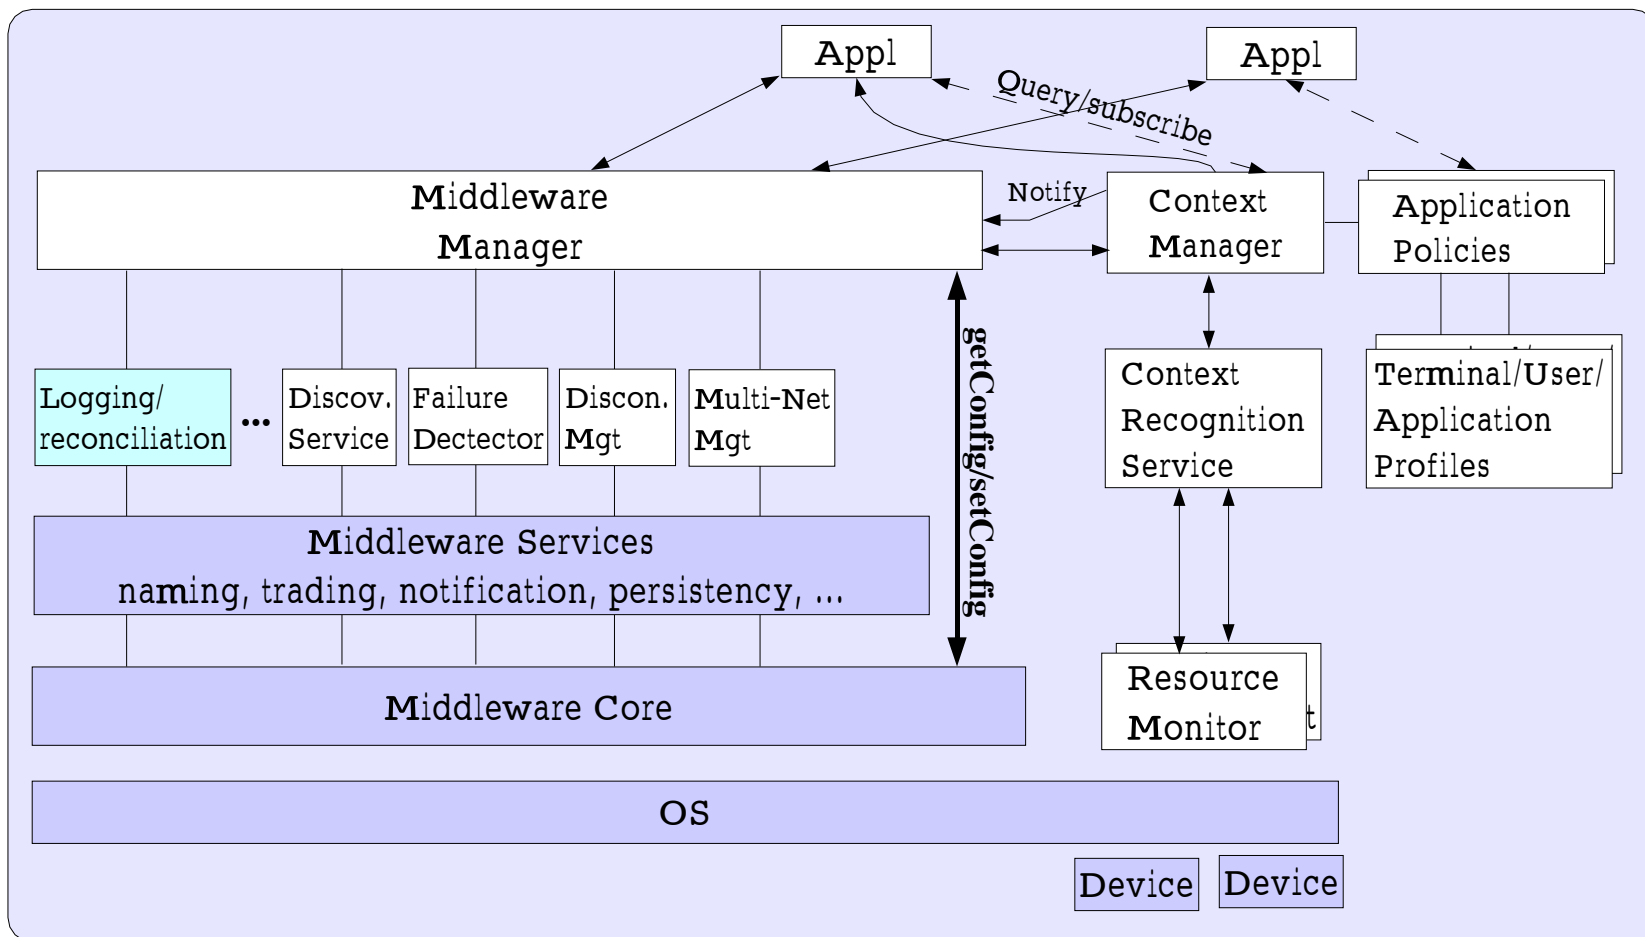 Appl
Appl
Query/subscribe
Middleware
Manager
Notify
Context
Manager
Application
Policies
getConfig/setConfig
Logging/
reconciliation
...
Discov.
Service
Failure
Dectector
Discon.
Mgt
Multi-Net
Mgt
Context
Recognition
Service
Terminal/User/
Application
Profiles
Middleware Services
naming, trading, notification, persistency, ...
Middleware Core
Resource
Monitor
t
OS
Device
Device